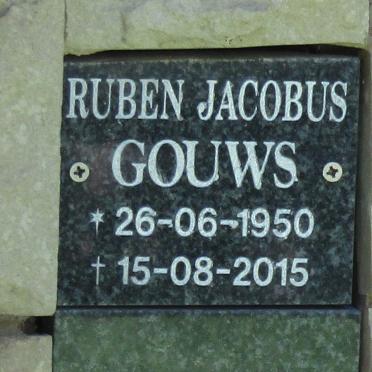 RUBEN JACOBUS
GOUWS
* 26-06-1950
† 15-08-2015